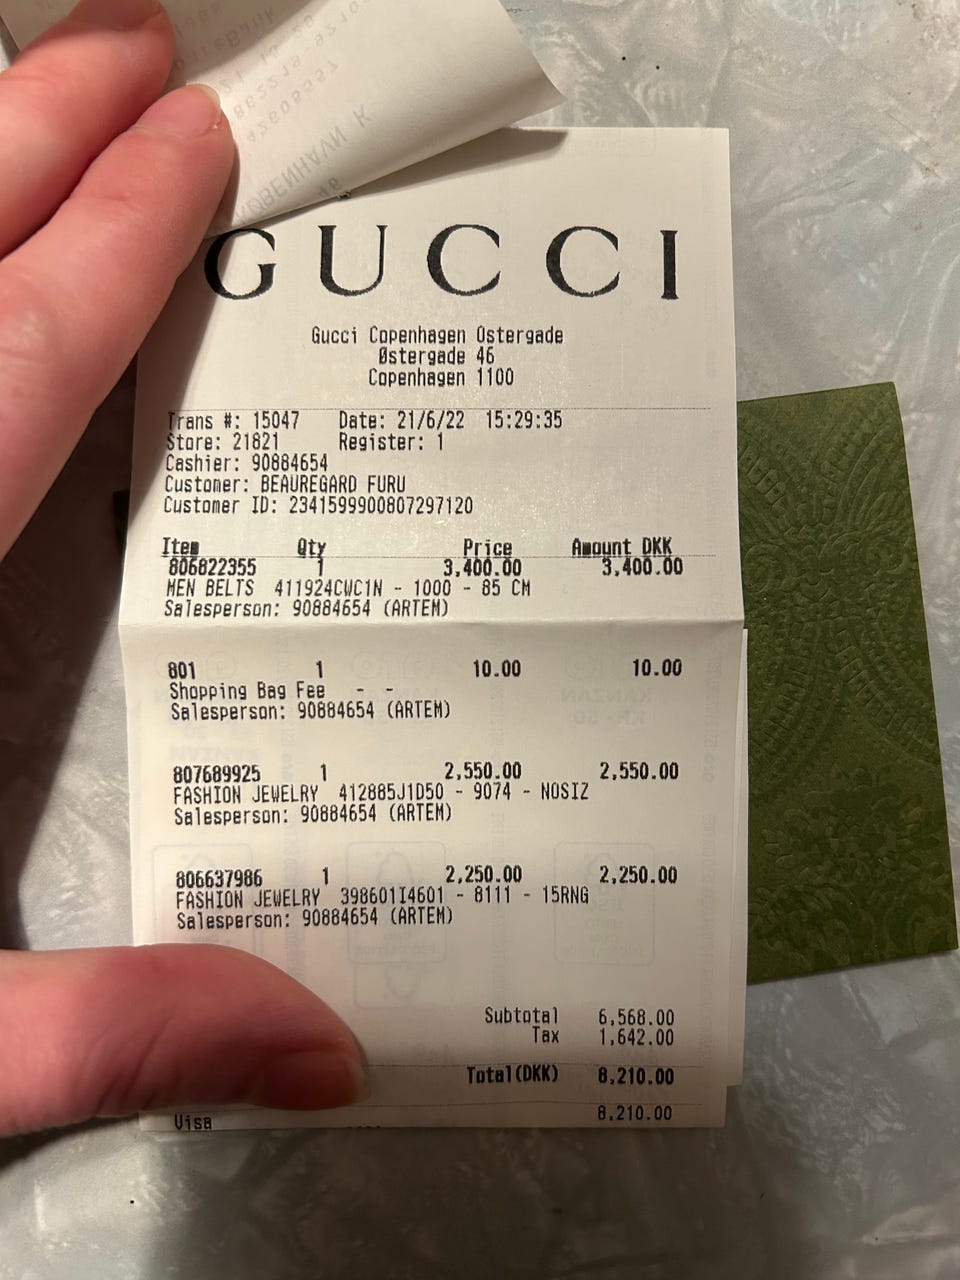 KØBENHAVN K
GUCCI
Gucci Copenhagen Ostergade
Østergade 46
Copenhagen 1100
Trans #: 15047 Date: 21/6/22 15:29:35
Store: 21821 Register: 1
Cashier: 90884654
Customer: BEAUREGARD FURU
Customer ID: 2341599900807297120
Item Qty Price Amount DKK
806822355 1 3,400.00 3,400.00
MEN BELTS 411924CWC1N - 1000 - 85 CM
Salesperson: 90884654 (ARTEM)
801 1 10.00 10.00
Shopping Bag Fee - -
Salesperson: 90884654 (ARTEM)
807689925 1 2,550.00 2,550.00
FASHION JEWELRY 412885J1D50 - 9074 - NOSIZ
Salesperson: 90884654 (ARTEM)
806637986 1 2,250.00 2,250.00
FASHION JEWELRY 398601I4601 - 8111 - 15RNG
Salesperson: 90884654 (ARTEM)
Subtotal 6,568.00
Tax 1,642.00
Total(DKK) 8,210.00
8,210.00
Visa